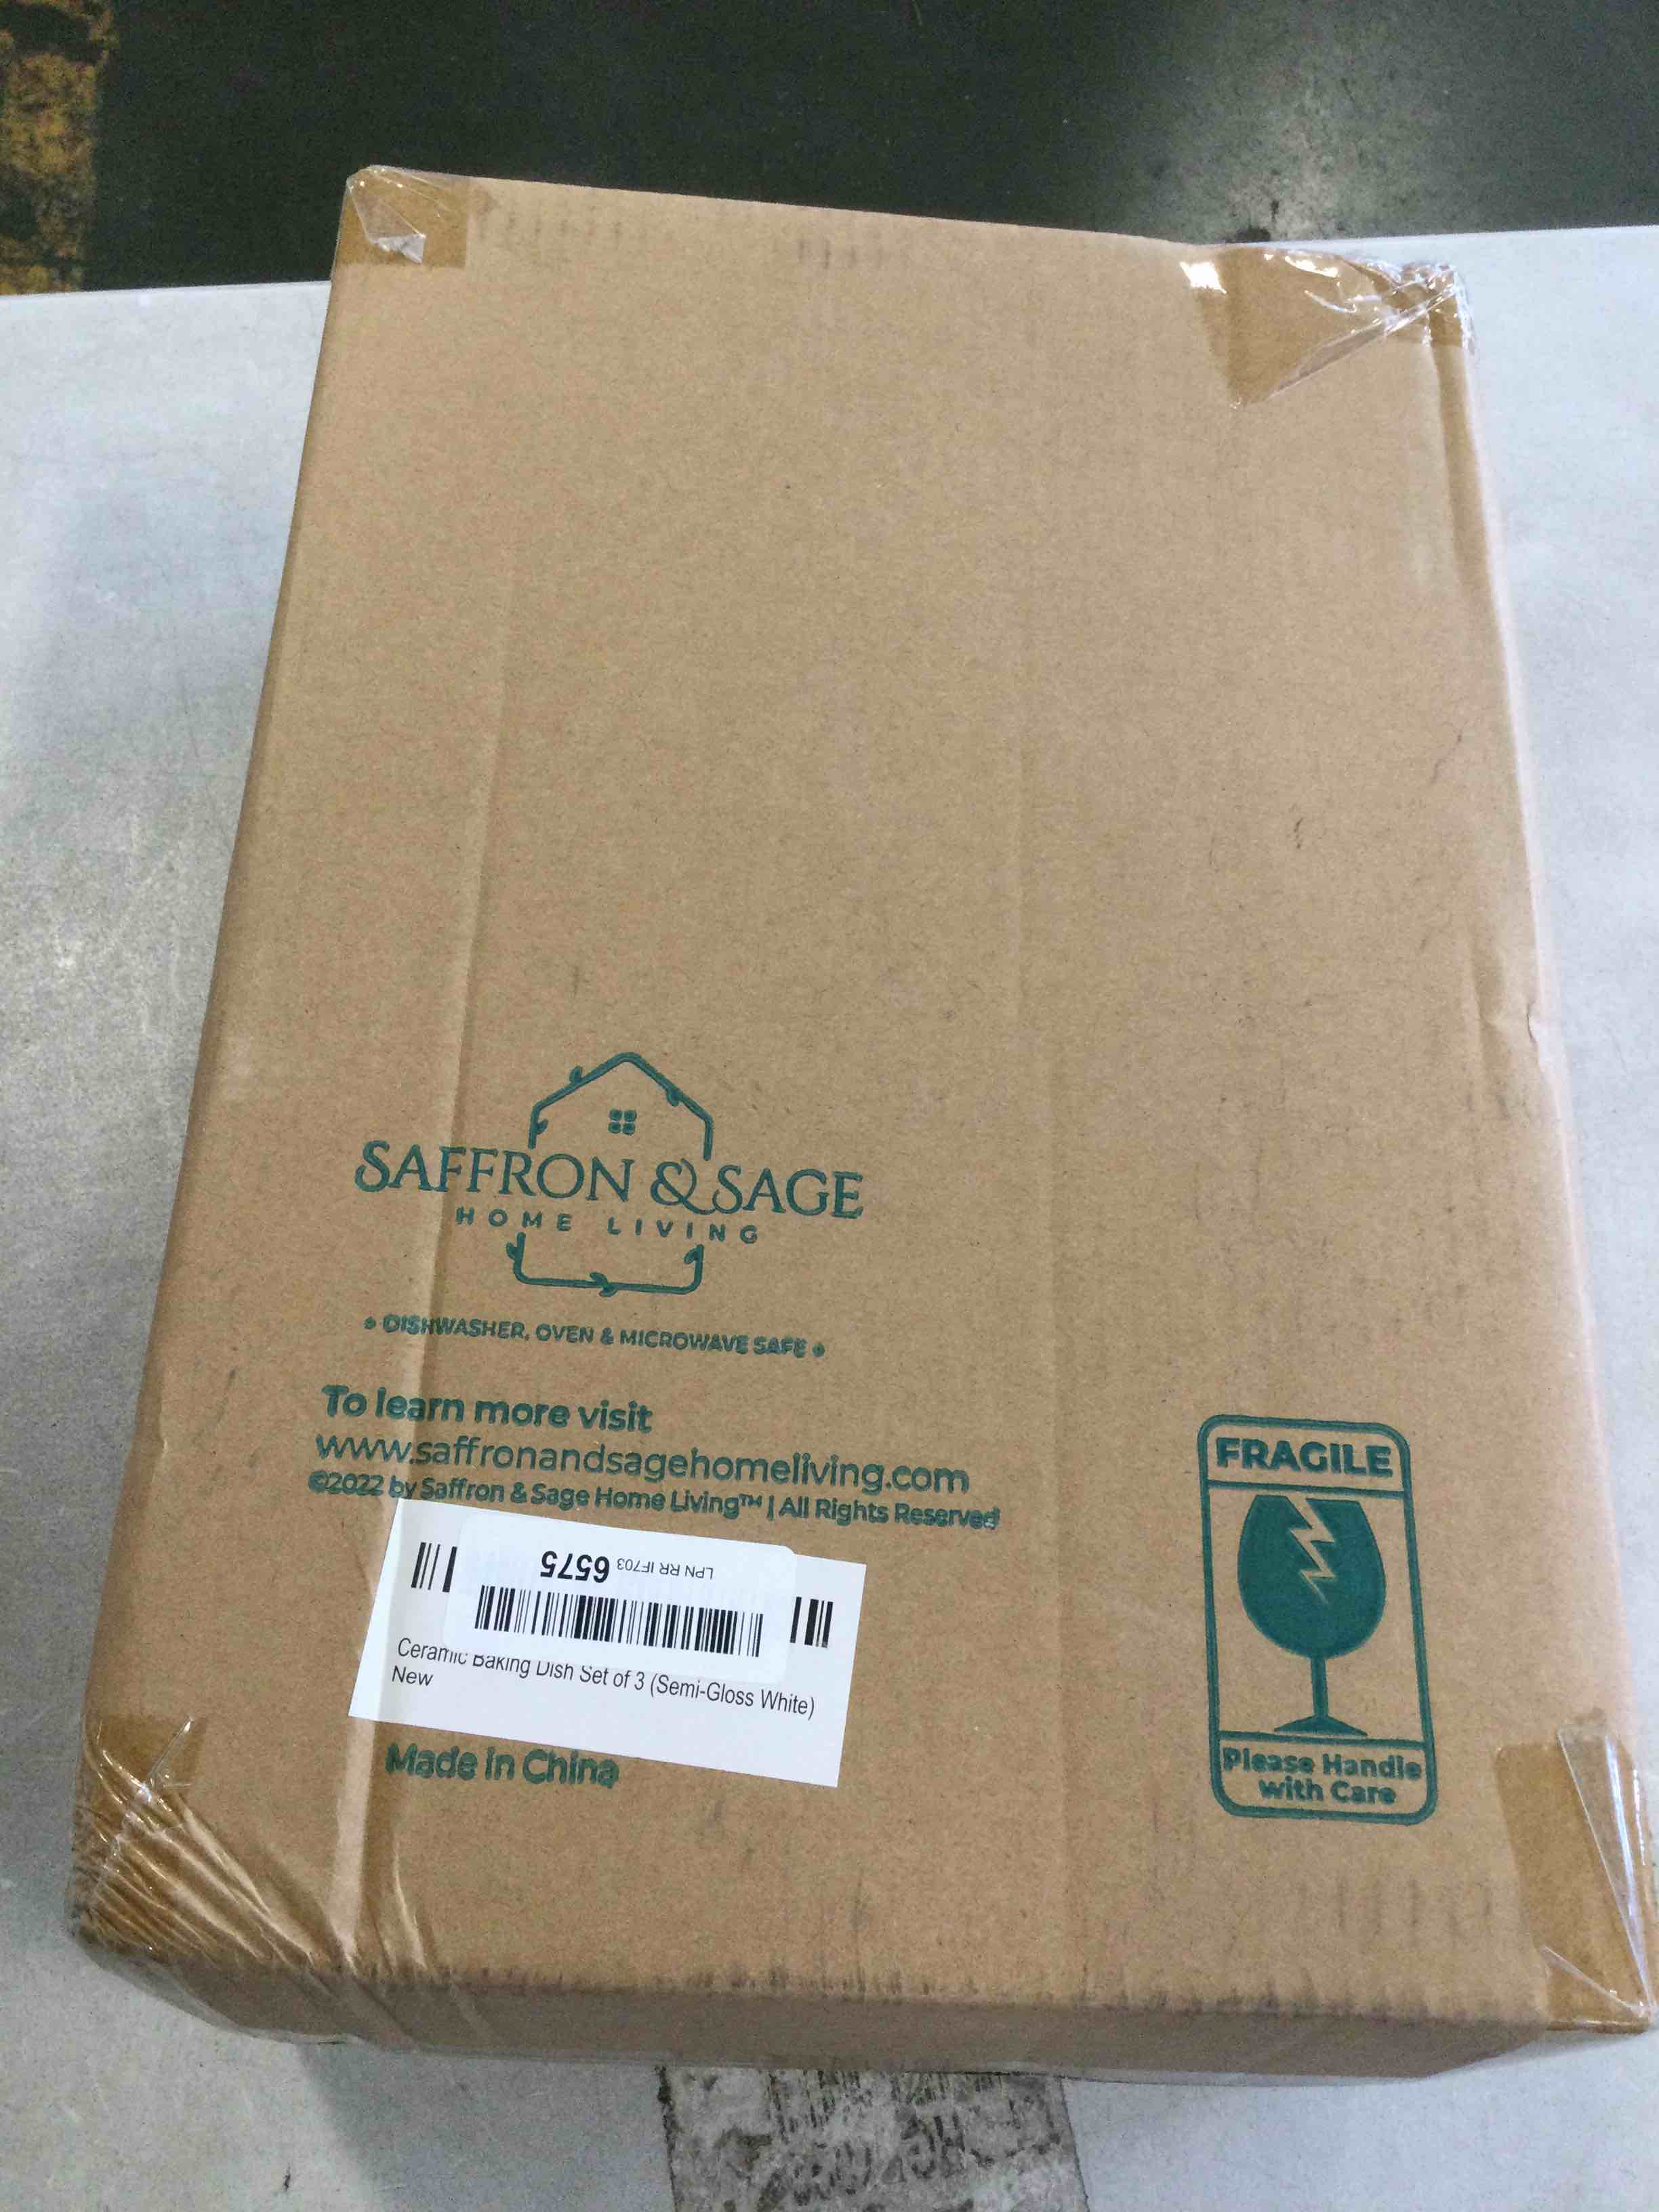 SAFFRON & SAGE
HOME LIVING
• DISHWASHER, OVEN & MICROWAVE SAFE •
To learn more visit
www.saffronandsagehomeliving.com
©2022 by Saffron & Sage Home Living™ | All Rights Reserved
LPN RR IF703 6575
Ceramic Baking Dish Set of 3 (Semi-Gloss White)
New
Made in China
FRAGILE
Please Handle
with Care